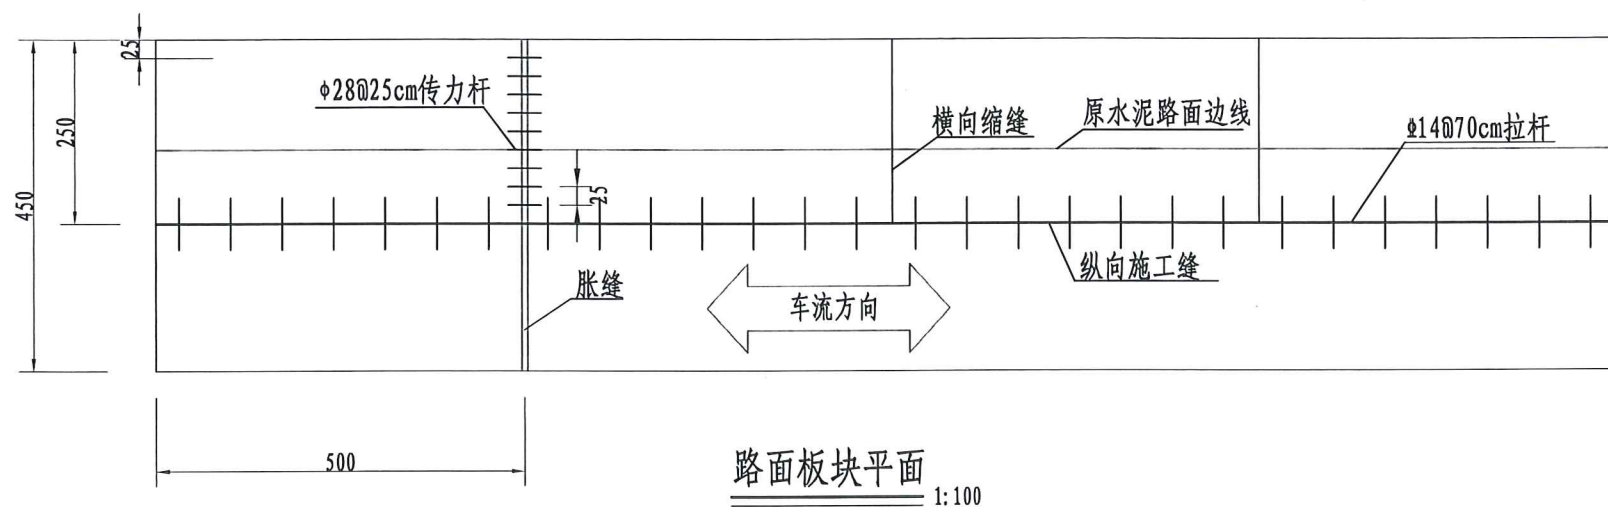 25
Φ28@25cm传力杆
横向缩缝
原水泥路面边线
Φ14@70cm拉杆
250
450
25
胀缝
车流方向
纵向施工缝
500
路面板块平面
1:100